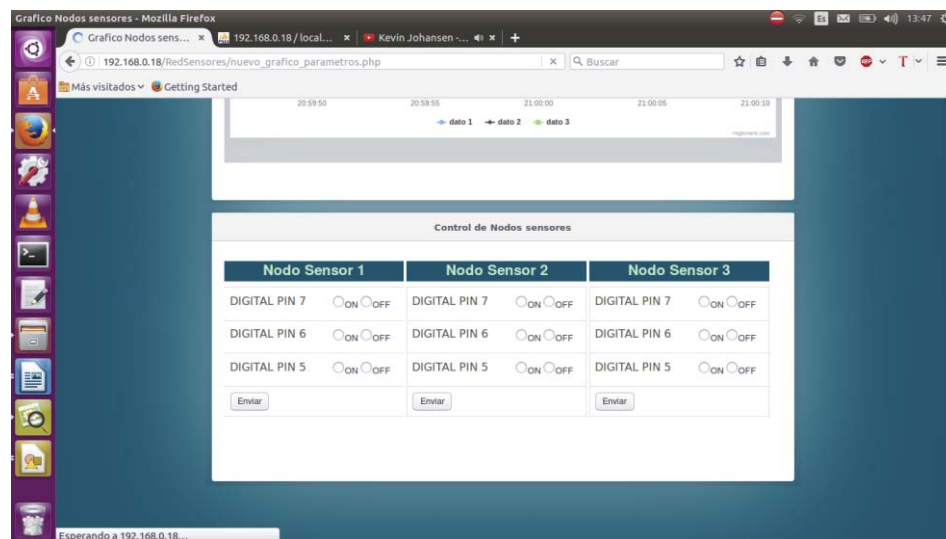 Grafico Nodos sensores - Mozilla Firefox
Es
13:47
Grafico Nodos sens... ×
192.168.0.18 / local... ×
Kevin Johansen -... ×
+
192.168.0.18/RedSensores/nuevo_grafico_parametros.php
Buscar
Más visitados
Getting Started
20:59:50 20:59:55 21:00:00 21:00:05 21:00:10
dato 1 dato 2 dato 3
Control de Nodos sensores
Nodo Sensor 1 Nodo Sensor 2 Nodo Sensor 3
DIGITAL PIN 7 ON OFF DIGITAL PIN 7 ON OFF DIGITAL PIN 7 ON OFF
DIGITAL PIN 6 ON OFF DIGITAL PIN 6 ON OFF DIGITAL PIN 6 ON OFF
DIGITAL PIN 5 ON OFF DIGITAL PIN 5 ON OFF DIGITAL PIN 5 ON OFF
Enviar Enviar Enviar
Esperando a 192.168.0.18...